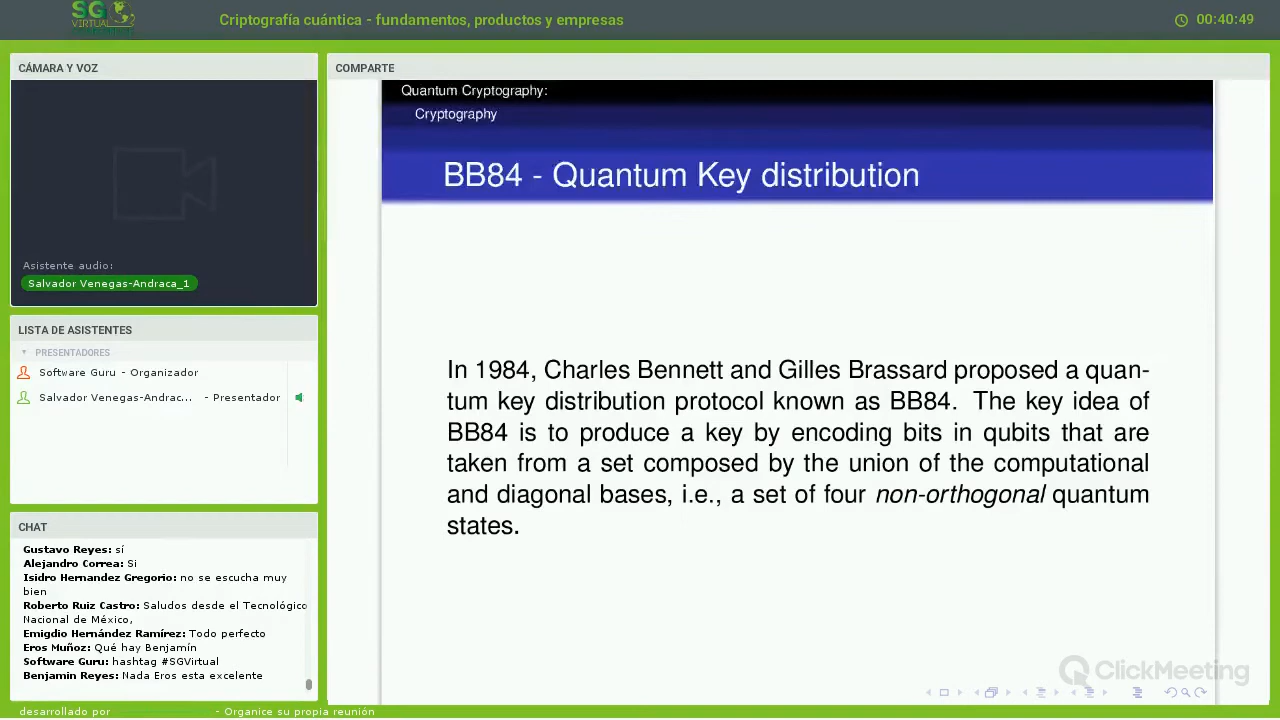 SG
VIRTUAL
Criptografía cuántica - fundamentos, productos y empresas
00:40:49
CÁMARA Y VOZ
Asistente audio:
Salvador Venegas-Andraca_1
LISTA DE ASISTENTES
PRESENTADORES
Software Guru - Organizador
Salvador Venegas-Andrac... - Presentador
CHAT
Gustavo Reyes: sí
Alejandro Correa: Si
Isidro Hernandez Gregorio: no se escucha muy
bien
Roberto Ruiz Castro: Saludos desde el Tecnológico
Nacional de México,
Emigdio Hernández Ramírez: Todo perfecto
Eros Muñoz: Qué hay Benjamín
Software Guru: hashtag #SGVirtual
Benjamin Reyes: Nada Eros esta excelente
COMPARTE
Quantum Cryptography:
Cryptography
BB84 - Quantum Key distribution
In 1984, Charles Bennett and Gilles Brassard proposed a quan-
tum key distribution protocol known as BB84. The key idea of
BB84 is to produce a key by encoding bits in qubits that are
taken from a set composed by the union of the computational
and diagonal bases, i.e., a set of four non-orthogonal quantum
states.
ClickMeeting
desarrollado por - Organice su propia reunión